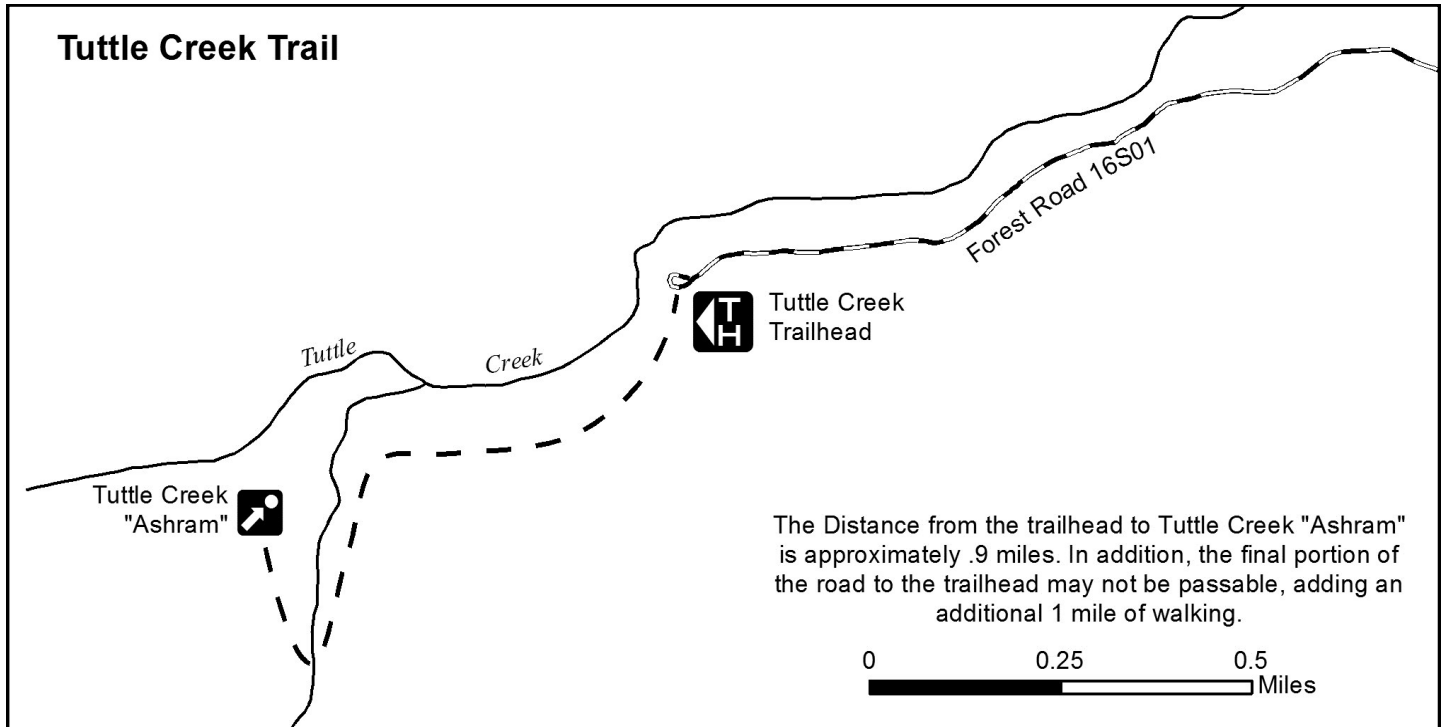 Tuttle Creek Trail
Forest Road 16S01
T
H
Tuttle Creek
Trailhead
Tuttle
Creek
Tuttle Creek
"Ashram"
The Distance from the trailhead to Tuttle Creek "Ashram"
is approximately .9 miles. In addition, the final portion of
the road to the trailhead may not be passable, adding an
additional 1 mile of walking.
0 0.25 0.5
Miles